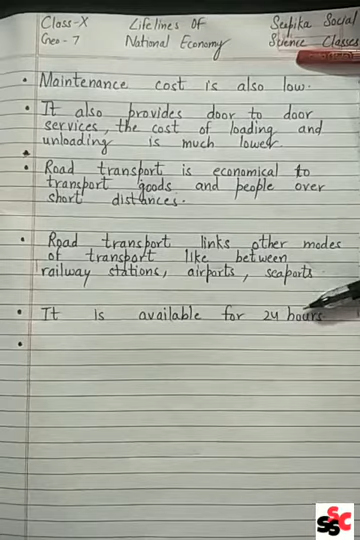 Class-X Lifelines Of Deepika Social
Geo-7 National Economy Science Classes
• Maintenance cost is also low.
• It also provides door to door
services, the cost of loading and
unloading is much lower.
• Road transport is economical to
transport goods and people over
short distances.
• Road transport links other modes
of transport like between
railway stations, airports, seaports
• It is available for 24 hours.
SSC